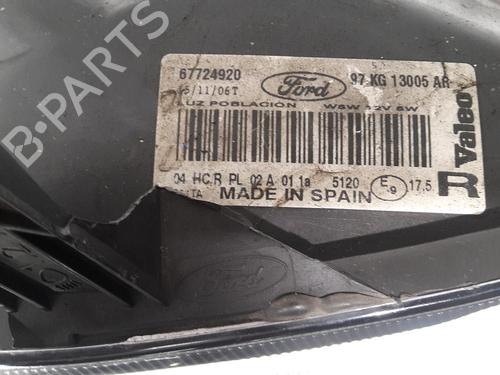 67724920 Ford 97 KG 13005 AR
15/11/06T
LUZ POBLACION W5W 12V 5W
Valeo
R
04 HC/R PL 02 A 01 1a 5120 E9 17.5
MADE IN SPAIN
Ford
B-PARTS